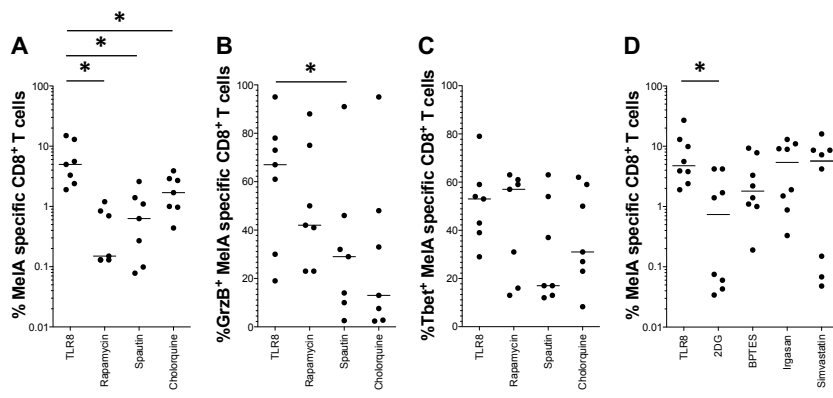 A
B
C
D
*
*
*
% MelA specific CD8+ T cells
100
10
1
0.1
0.01
TLR8
Rapamycin
Spautin
Cholorquine
*
%GrzB+ MelA specific CD8+ T cells
100
80
60
40
20
0
TLR8
Rapamycin
Spautin
Cholorquine
%Tbet+ MelA specific CD8+ T cells
100
80
60
40
20
0
TLR8
Rapamycin
Spautin
Cholorquine
*
% MelA specific CD8+ T cells
100
10
1
0.1
0.01
TLR8
2DG
BPTES
Irgasan
Simvastatin